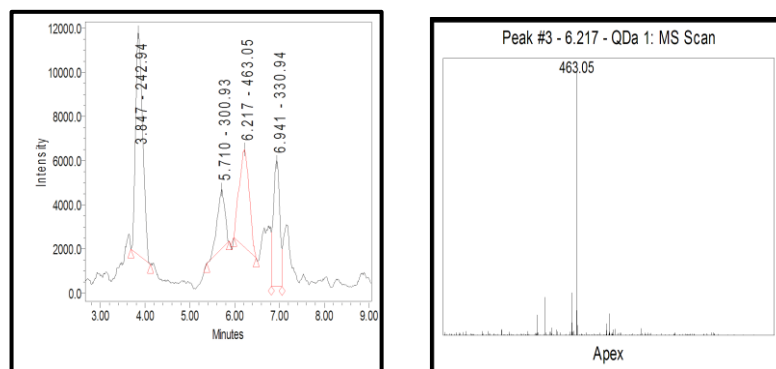 12000.0
10000.0
8000.0
6000.0
4000.0
2000.0
0.0
Intensity
3.847 - 242.94
5.710 - 300.93
6.217 - 463.05
6.941 - 330.94
3.00 4.00 5.00 6.00 7.00 8.00 9.00
Minutes
Peak #3 - 6.217 - QDa 1: MS Scan
463.05
Apex